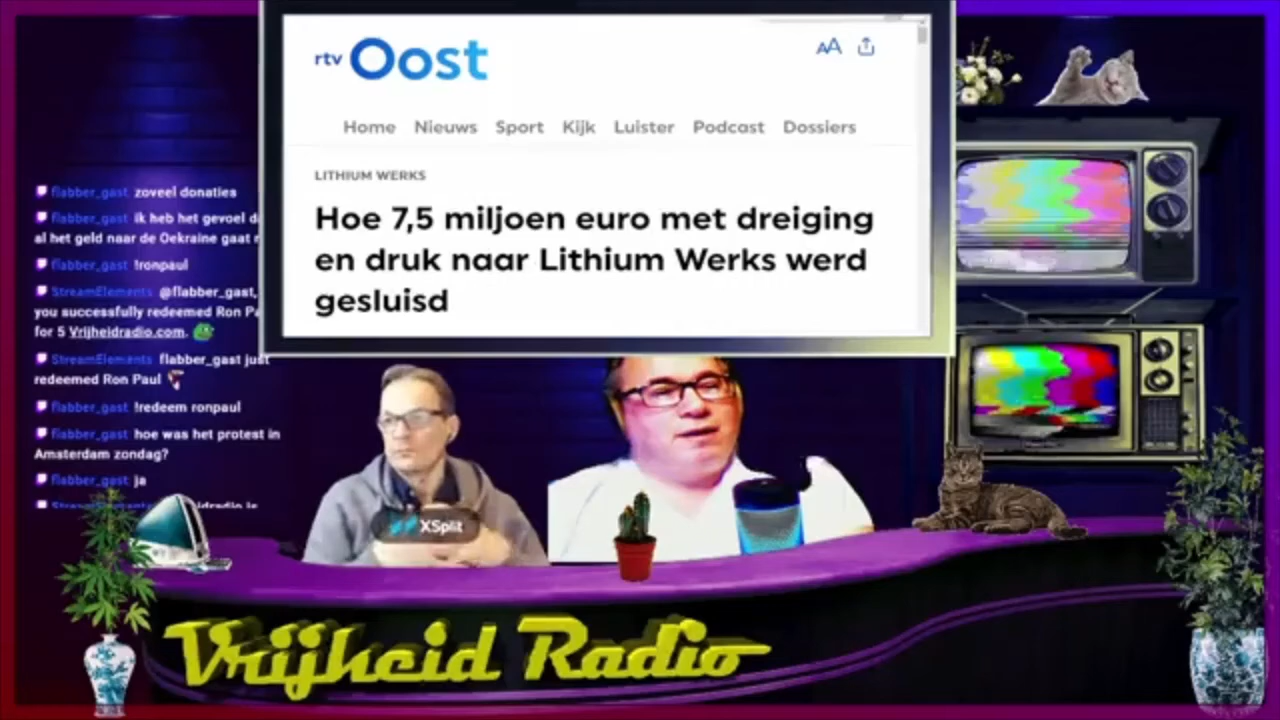 rtv Oost
AA
Home Nieuws Sport Kijk Luister Podcast Dossiers
LITHIUM WERKS
Hoe 7,5 miljoen euro met dreiging
en druk naar Lithium Werks werd
gesluisd
flabber_gast zoveel donaties
flabber_gast ik heb het gevoel
al het geld naar de Oekraine gaat
flabber_gast !ronpaul
StreamElements @flabber_gast,
you successfully redeemed Ron
for 5 Vrijheidradio.com.
StreamElements flabber_gast just
redeemed Ron Paul
flabber_gast !redeem ronpaul
flabber_gast hoe was het protest in
Amsterdam zondag?
flabber_gast ja
XSplit
Vrijheid Radio